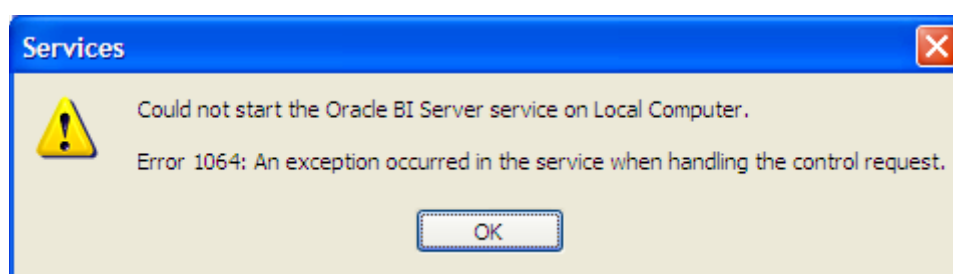 Services
Could not start the Oracle BI Server service on Local Computer.
Error 1064: An exception occurred in the service when handling the control request.
OK